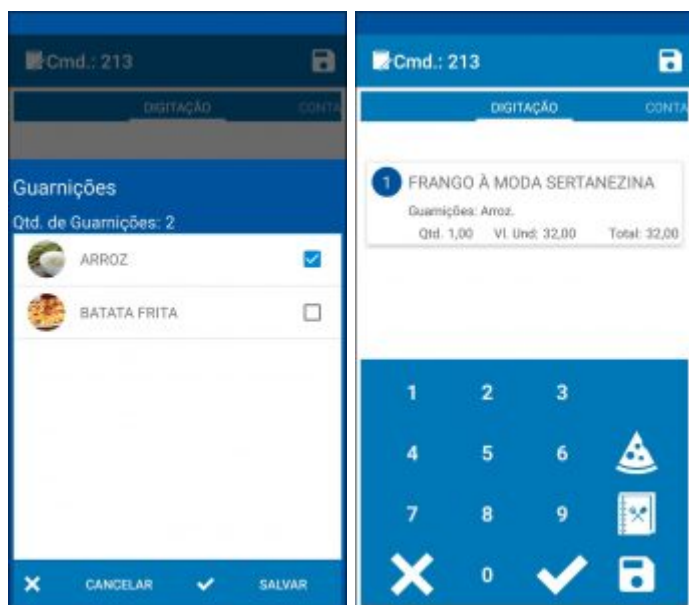 Cmd.: 213
DIGITAÇÃO CONTA
Guarnições
Qtd. de Guarnições: 2
ARROZ
BATATA FRITA
CANCELAR SALVAR
Cmd.: 213
DIGITAÇÃO CONTA
1 FRANGO À MODA SERTANEZINA
Guarnições: Arroz.
Qtd. 1,00 Vl. Und: 32,00 Total: 32,00
1 2 3
4 5 6
7 8 9
0